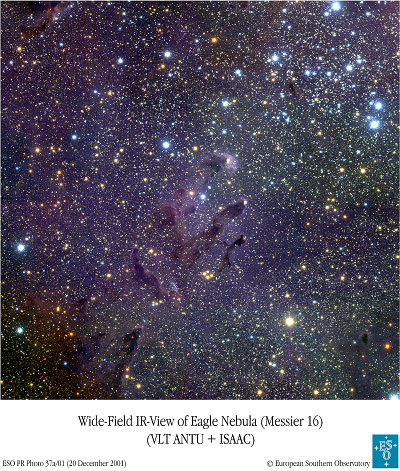 Wide-Field IR-View of Eagle Nebula (Messier 16)
(VLT ANTU + ISAAC)
ESO PR Photo 37a/01 (20 December 2001)
© European Southern Observatory
ESO